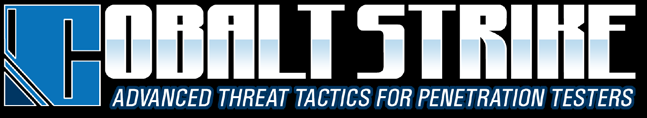 COBALT STRIKE
ADVANCED THREAT TACTICS FOR PENETRATION TESTERS